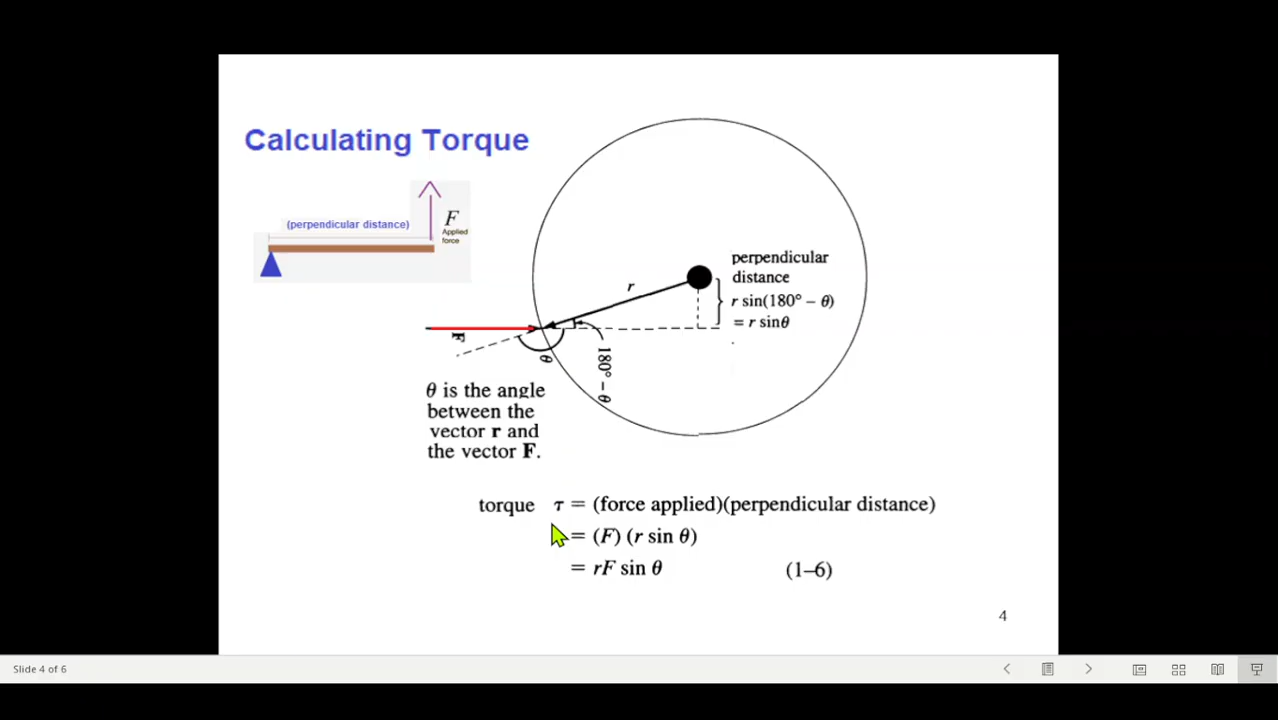 Calculating Torque
(perpendicular distance)
F
Applied
force
perpendicular
distance
r sin(180° – θ)
= r sinθ
r
F
θ
180° – θ
θ is the angle
between the
vector r and
the vector F.
torque τ = (force applied)(perpendicular distance)
= (F) (r sin θ)
= rF sin θ (1–6)
4
Slide 4 of 6